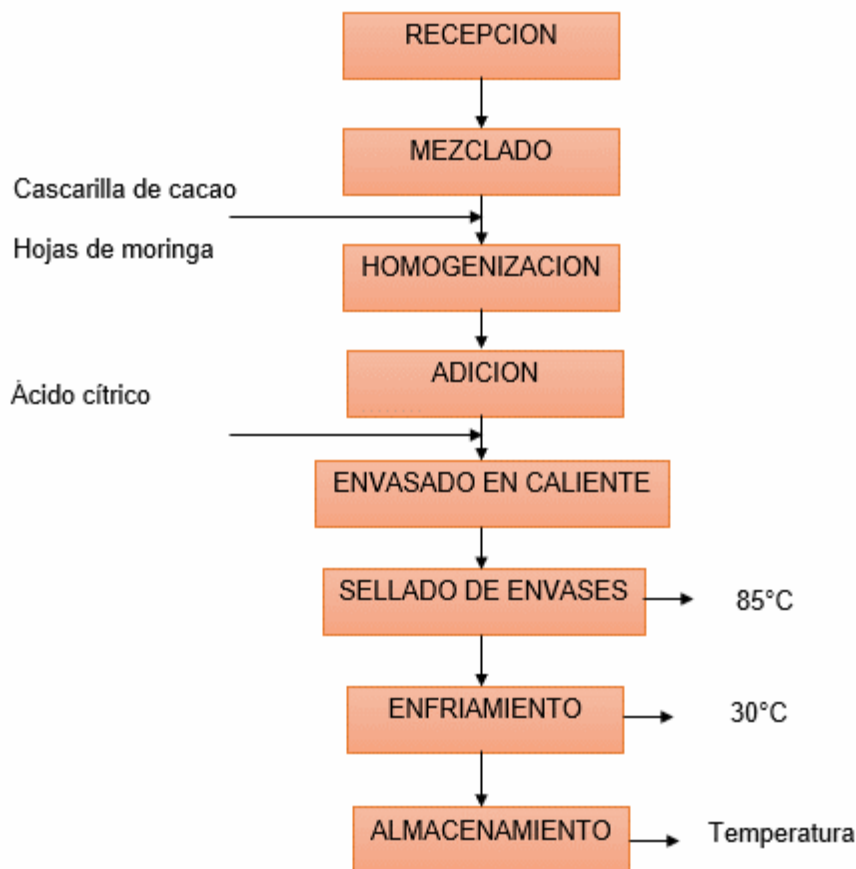 RECEPCION
MEZCLADO
Cascarilla de cacao
Hojas de moringa
HOMOGENIZACION
ADICION
Ácido cítrico
ENVASADO EN CALIENTE
SELLADO DE ENVASES
85°C
ENFRIAMIENTO
30°C
ALMACENAMIENTO
Temperatura